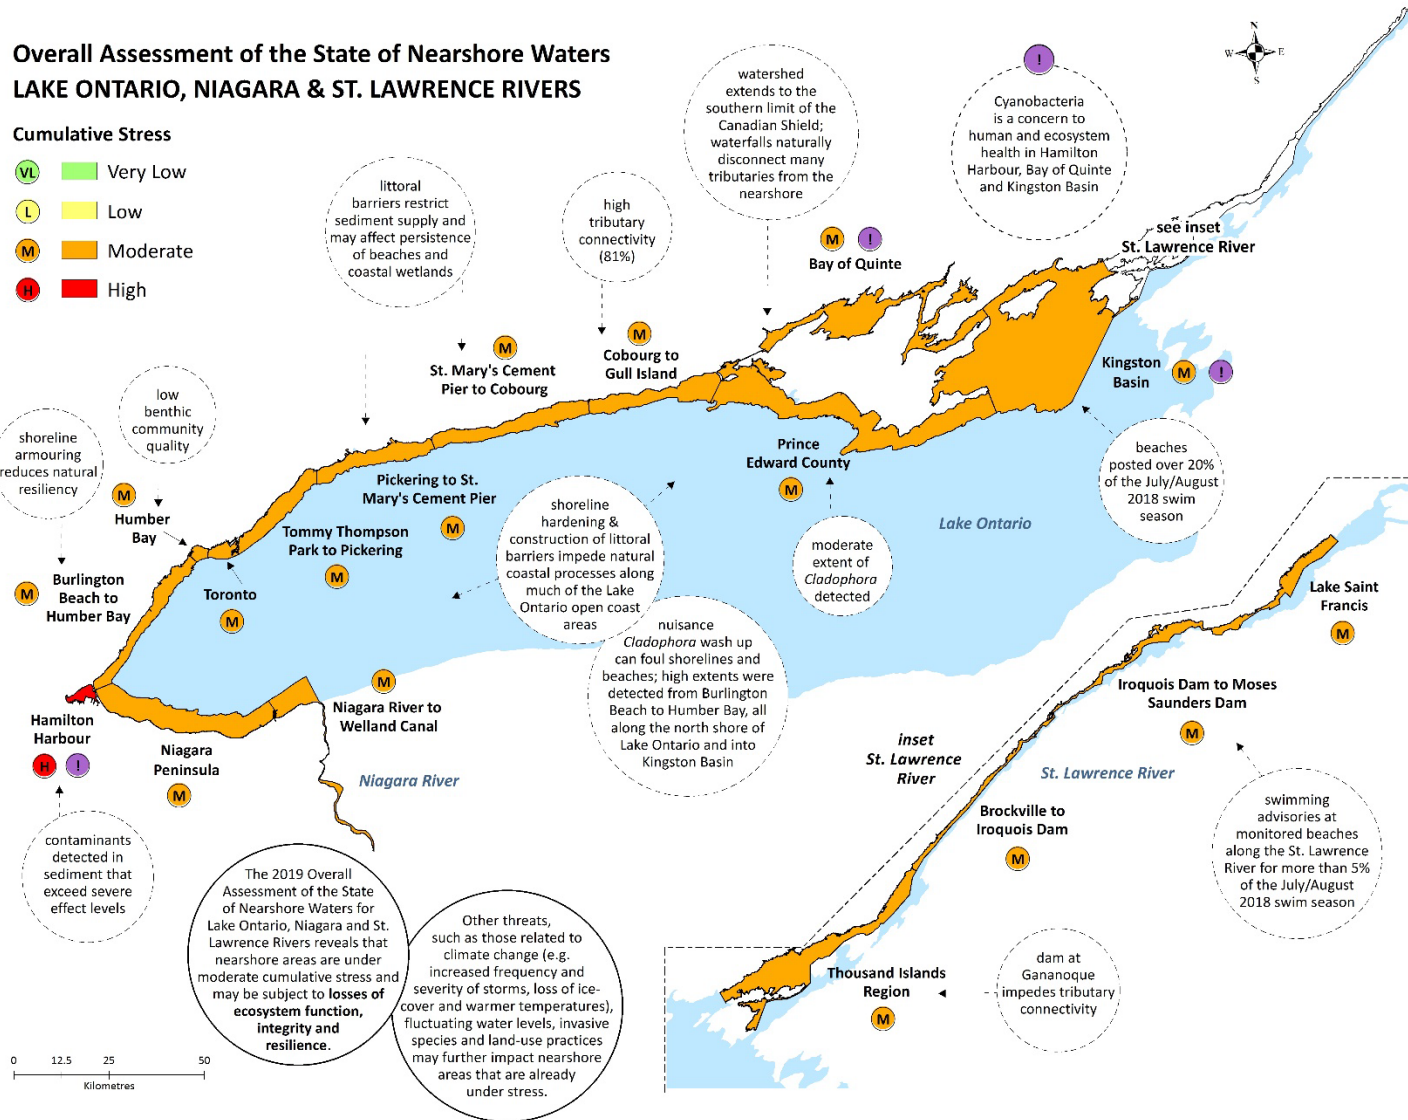 Overall Assessment of the State of Nearshore Waters
LAKE ONTARIO, NIAGARA & ST. LAWRENCE RIVERS
Cumulative Stress
VL Very Low
L Low
M Moderate
H High
N
W E
S
!
Cyanobacteria
is a concern to
human and ecosystem
health in Hamilton
Harbour, Bay of Quinte
and Kingston Basin
watershed
extends to the
southern limit of the
Canadian Shield;
waterfalls naturally
disconnect many
tributaries from the
nearshore
littoral
barriers restrict
sediment supply and
may affect persistence
of beaches and
coastal wetlands
high
tributary
connectivity
(81%)
see inset
St. Lawrence River
M !
Bay of Quinte
M
Cobourg to
Gull Island
M
St. Mary's Cement
Pier to Cobourg
Kingston
Basin
M !
low
benthic
community
quality
shoreline
armouring
reduces natural
resiliency
M
Humber
Bay
M
Burlington
Beach to
Humber Bay
Toronto
M
Tommy Thompson
Park to Pickering
M
Pickering to St.
Mary's Cement Pier
M
Prince
Edward County
M
Lake Ontario
beaches
posted over 20%
of the July/August
2018 swim
season
shoreline
hardening &
construction of littoral
barriers impede natural
coastal processes along
much of the Lake
Ontario open coast
areas
moderate
extent of
Cladophora
detected
nuisance
Cladophora wash up
can foul shorelines and
beaches; high extents were
detected from Burlington
Beach to Humber Bay, all
along the north shore of
Lake Ontario and into
Kingston Basin
Hamilton
Harbour
H !
Niagara
Peninsula
M
M
Niagara River to
Welland Canal
Niagara River
contaminants
detected in
sediment that
exceed severe
effect levels
The 2019 Overall
Assessment of the State
of Nearshore Waters for
Lake Ontario, Niagara and St.
Lawrence Rivers reveals that
nearshore areas are under
moderate cumulative stress and
may be subject to losses of
ecosystem function,
integrity and
resilience.
Other threats,
such as those related to
climate change (e.g.
increased frequency and
severity of storms, loss of ice-
cover and warmer temperatures),
fluctuating water levels, invasive
species and land-use practices
may further impact nearshore
areas that are already
under stress.
inset
St. Lawrence
River
St. Lawrence River
Lake Saint
Francis
M
Iroquois Dam to Moses
Saunders Dam
M
Brockville to
Iroquois Dam
M
Thousand Islands
Region
M
swimming
advisories at
monitored beaches
along the St. Lawrence
River for more than 5%
of the July/August
2018 swim season
dam at
Gananoque
impedes tributary
connectivity
0 12.5 25 50
Kilometres